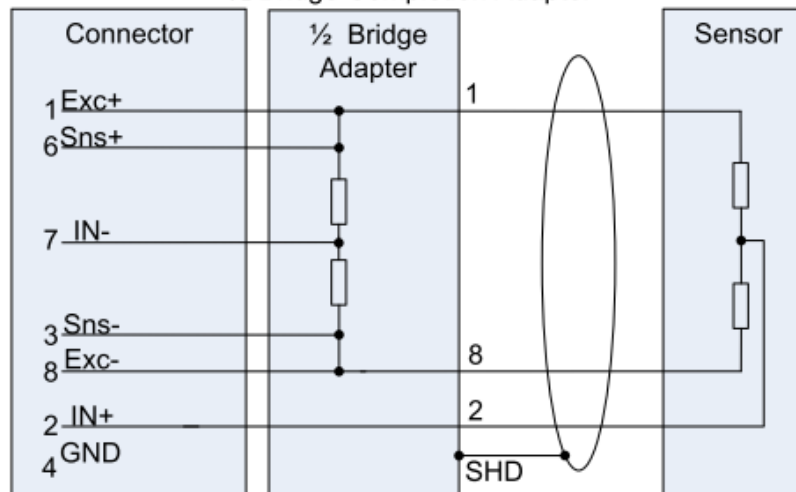 Connector
½ Bridge
Adapter
Sensor
1 Exc+
6 Sns+
7 IN-
3 Sns-
8 Exc-
2 IN+
4 GND
1
8
2
SHD